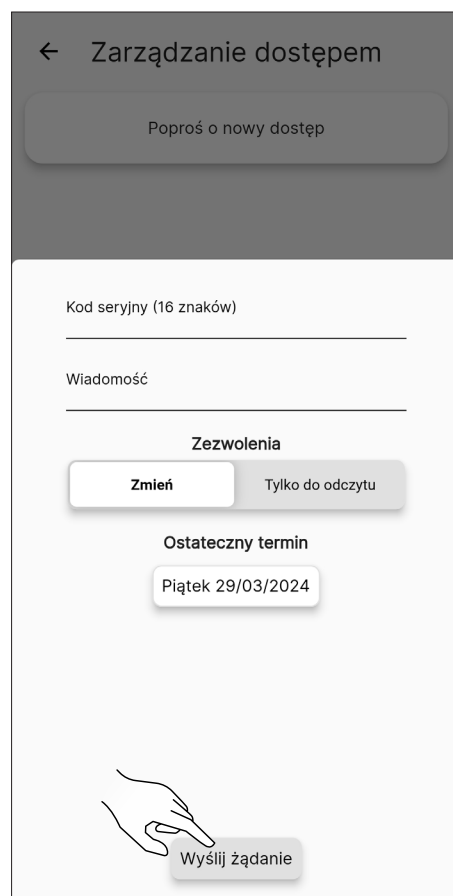 Zarządzanie dostępem
Poproś o nowy dostęp
Kod seryjny (16 znaków)
Wiadomość
Zezwolenia
Zmień Tylko do odczytu
Ostateczny termin
Piątek 29/03/2024
Wyślij żądanie